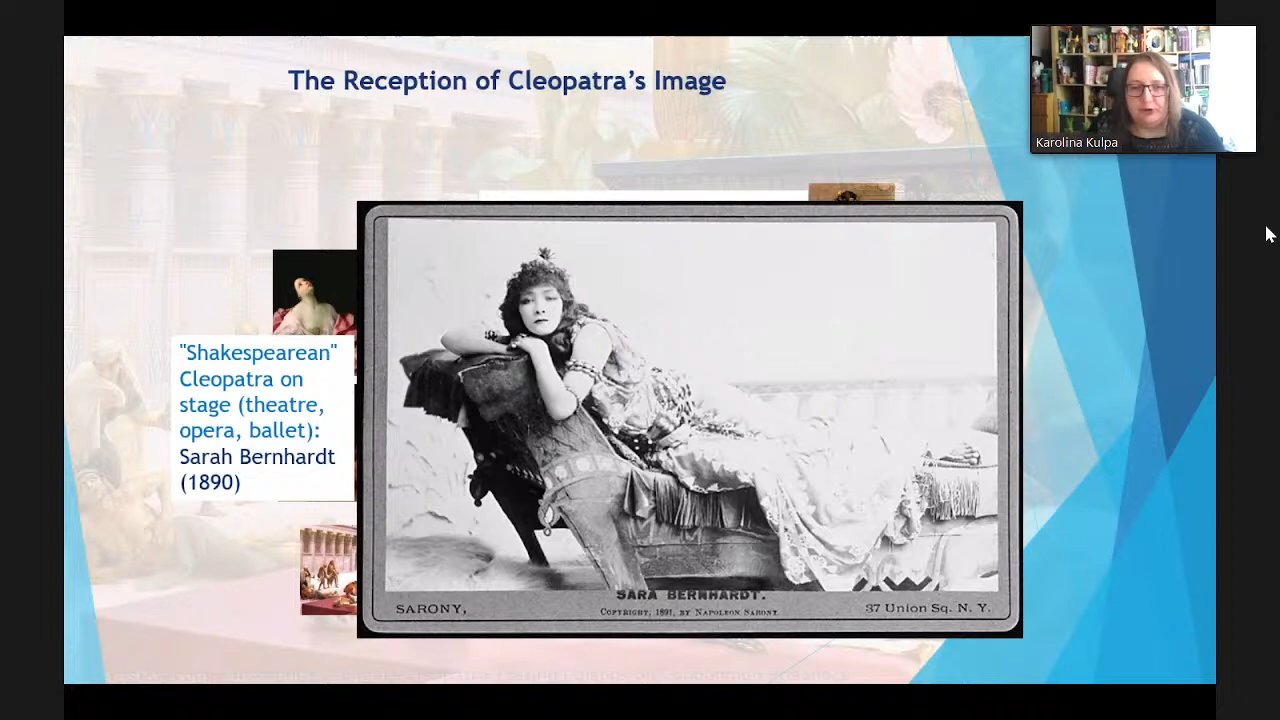 The Reception of Cleopatra's Image
Karolina Kulpa
"Shakespearean"
Cleopatra on
stage (theatre,
opera, ballet):
Sarah Bernhardt
(1890)
SARA BERNHARDT.
SARONY,
COPYRIGHT, 1891, BY NAPOLEON SARONY.
37 Union Sq. N. Y.